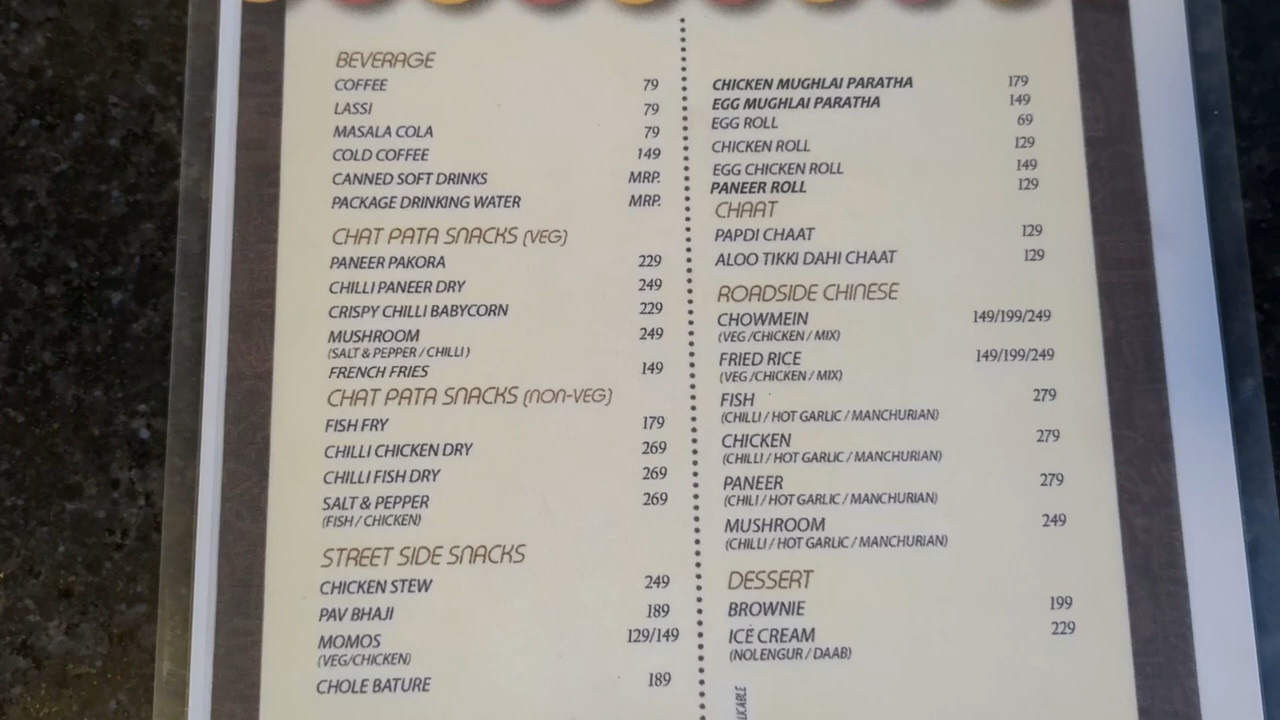 BEVERAGE
COFFEE 79
LASSI 79
MASALA COLA 79
COLD COFFEE 149
CANNED SOFT DRINKS MRP.
PACKAGE DRINKING WATER MRP.
CHAT PATA SNACKS (VEG)
PANEER PAKORA 229
CHILLI PANEER DRY 249
CRISPY CHILLI BABYCORN 229
MUSHROOM 249
(SALT & PEPPER / CHILLI)
FRENCH FRIES 149
CHAT PATA SNACKS (NON-VEG)
FISH FRY 179
CHILLI CHICKEN DRY 269
CHILLI FISH DRY 269
SALT & PEPPER 269
(FISH / CHICKEN)
STREET SIDE SNACKS
CHICKEN STEW 249
PAV BHAJI 189
MOMOS 129/149
(VEG/CHICKEN)
CHOLE BATURE 189
CHICKEN MUGHLAI PARATHA 179
EGG MUGHLAI PARATHA 149
EGG ROLL 69
CHICKEN ROLL 129
EGG CHICKEN ROLL 149
PANEER ROLL 129
CHAAT
PAPDI CHAAT 129
ALOO TIKKI DAHI CHAAT 129
ROADSIDE CHINESE
CHOWMEIN 149/199/249
(VEG /CHICKEN / MIX)
FRIED RICE 149/199/249
(VEG /CHICKEN / MIX)
FISH 279
(CHILLI / HOT GARLIC / MANCHURIAN)
CHICKEN 279
(CHILLI / HOT GARLIC / MANCHURIAN)
PANEER 279
(CHILI / HOT GARLIC / MANCHURIAN)
MUSHROOM 249
(CHILLI / HOT GARLIC / MANCHURIAN)
DESSERT
BROWNIE 199
ICE CREAM 229
(NOLENGUR / DAAB)